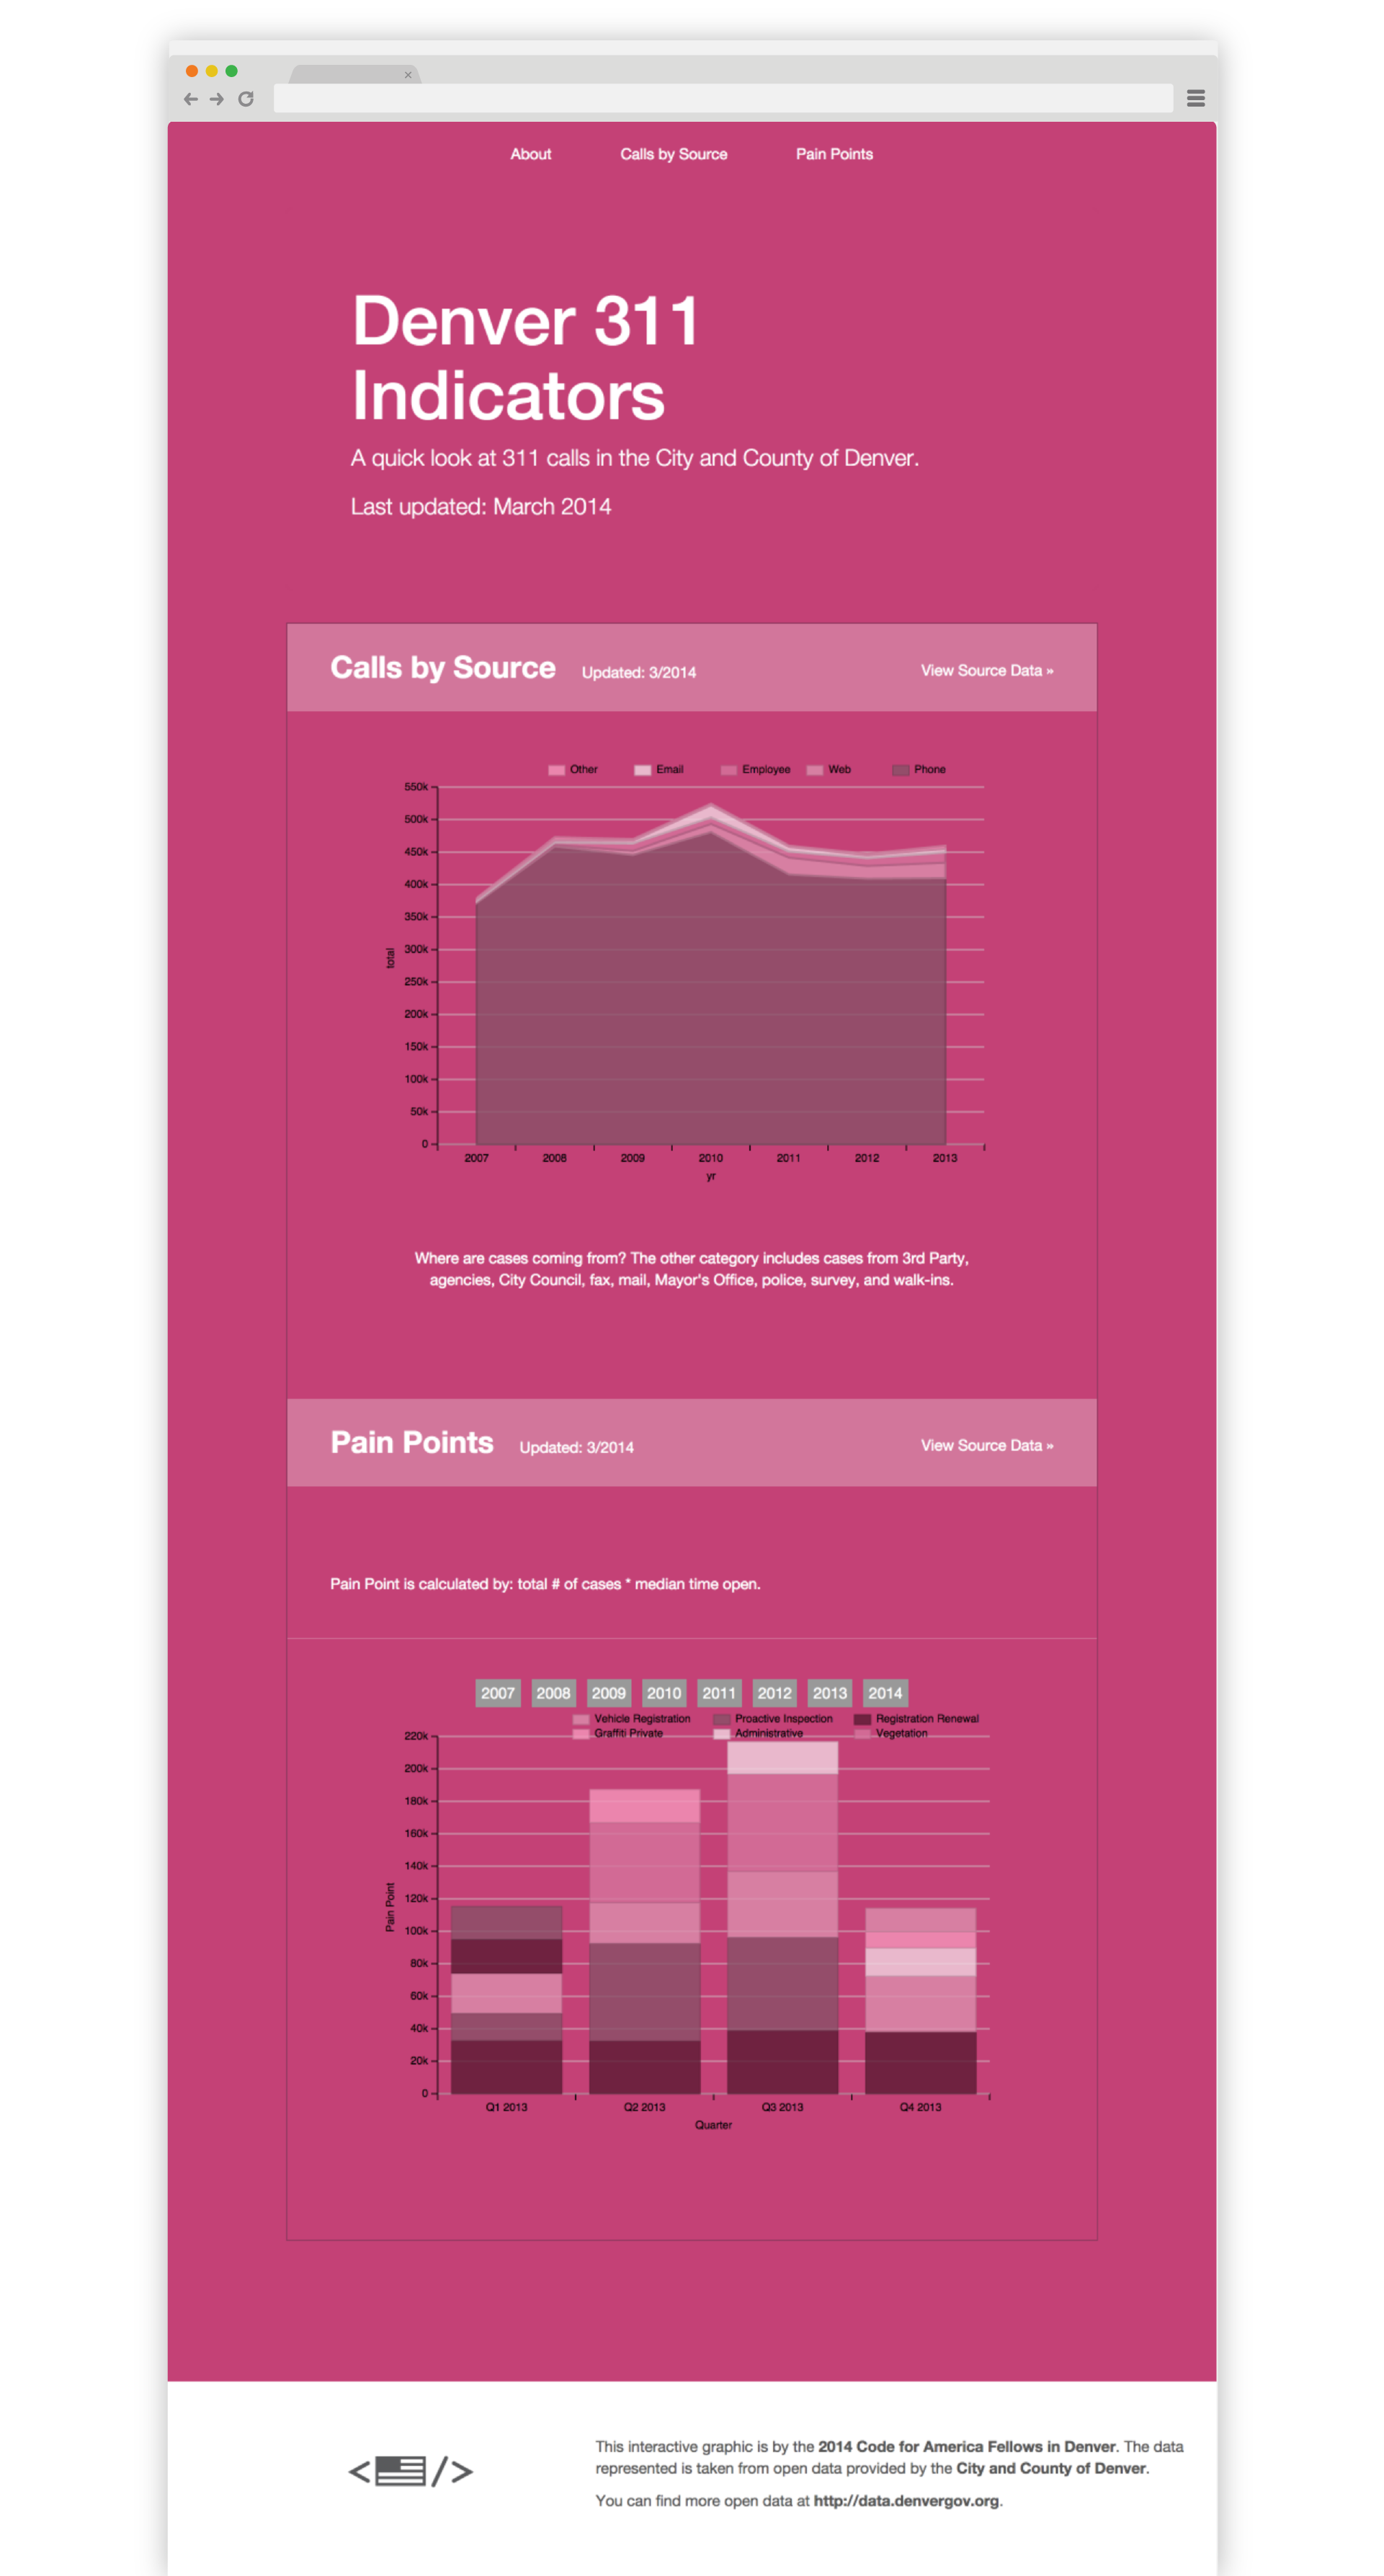 About Calls by Source Pain Points
Denver 311
Indicators
A quick look at 311 calls in the City and County of Denver.
Last updated: March 2014
Calls by Source Updated: 3/2014 View Source Data »
Other Email Employee Web Phone
550k
500k
450k
400k
350k
300k
250k
200k
150k
100k
50k
0
total
2007 2008 2009 2010 2011 2012 2013
yr
Where are cases coming from? The other category includes cases from 3rd Party,
agencies, City Council, fax, mail, Mayor's Office, police, survey, and walk-ins.
Pain Points Updated: 3/2014 View Source Data »
Pain Point is calculated by: total # of cases * median time open.
2007 2008 2009 2010 2011 2012 2013 2014
Vehicle Registration Proactive Inspection Registration Renewal
Graffiti Private Administrative Vegetation
220k
200k
180k
160k
140k
120k
100k
80k
60k
40k
20k
0
Pain Point
Q1 2013 Q2 2013 Q3 2013 Q4 2013
Quarter
This interactive graphic is by the 2014 Code for America Fellows in Denver. The data
represented is taken from open data provided by the City and County of Denver.
You can find more open data at http://data.denvergov.org.